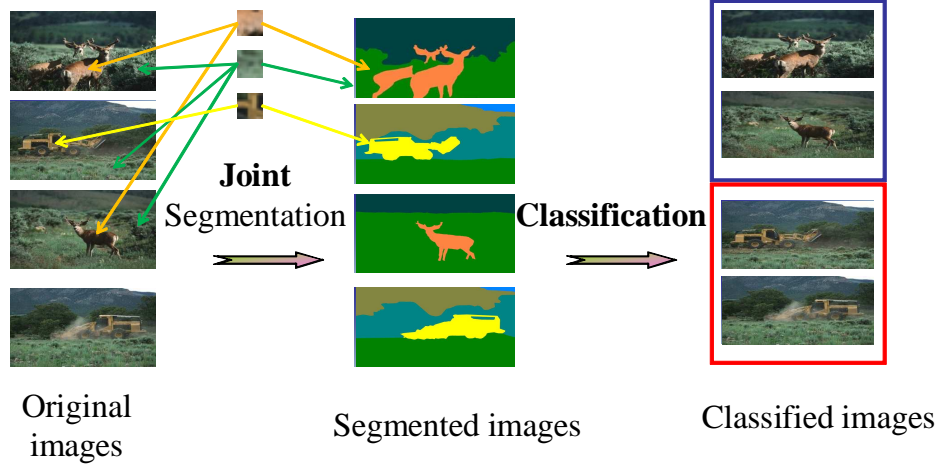 Joint
Segmentation
Classification
Original
images
Segmented images
Classified images